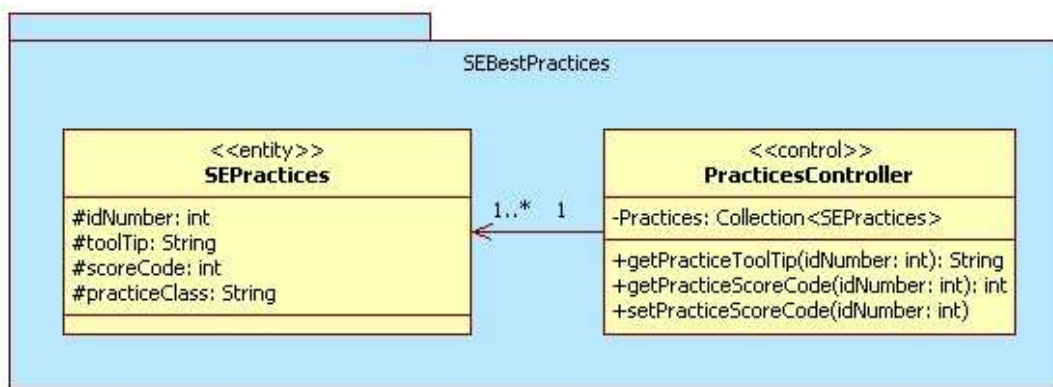 SEBestPractices
<<entity>>
SEPractices
#idNumber: int
#toolTip: String
#scoreCode: int
#practiceClass: String
1..* 1
<<control>>
PracticesController
-Practices: Collection<SEPractices>
+getPracticeToolTip(idNumber: int): String
+getPracticeScoreCode(idNumber: int): int
+setPracticeScoreCode(idNumber: int)